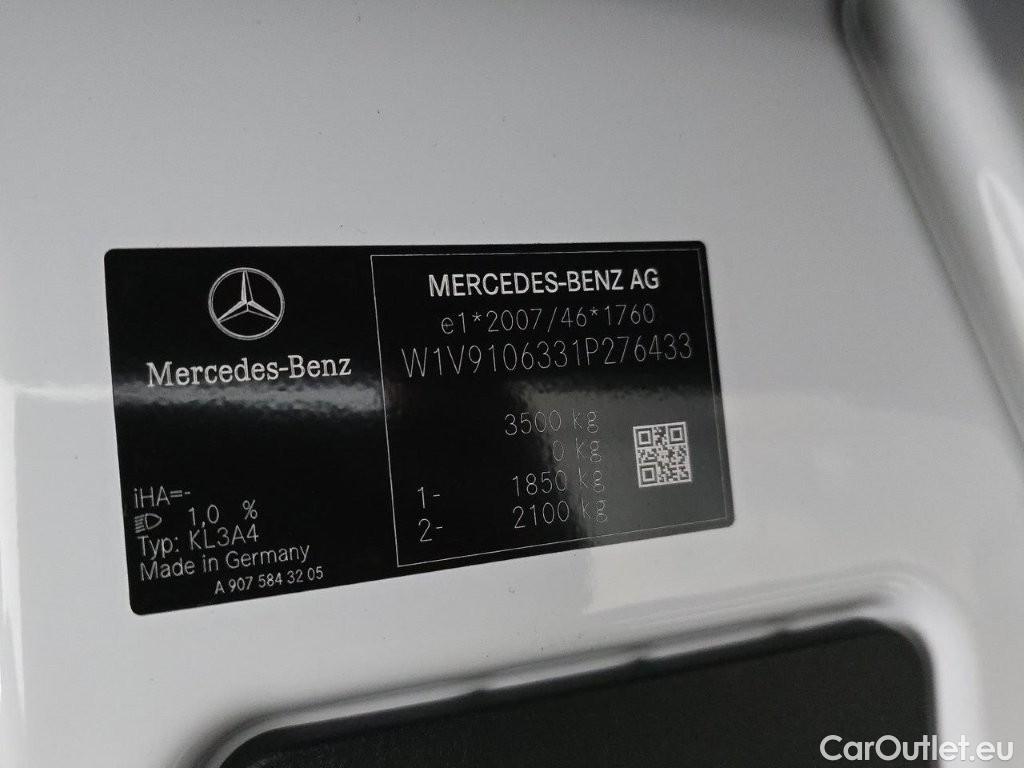 Mercedes-Benz
iHA=-
1,0 %
Typ: KL3A4
Made in Germany
A 907 584 32 05
MERCEDES-BENZ AG
e1*2007/46*1760
W1V9106331P276433
3500 kg
0 kg
1- 1850 kg
2- 2100 kg
CarOutlet.eu